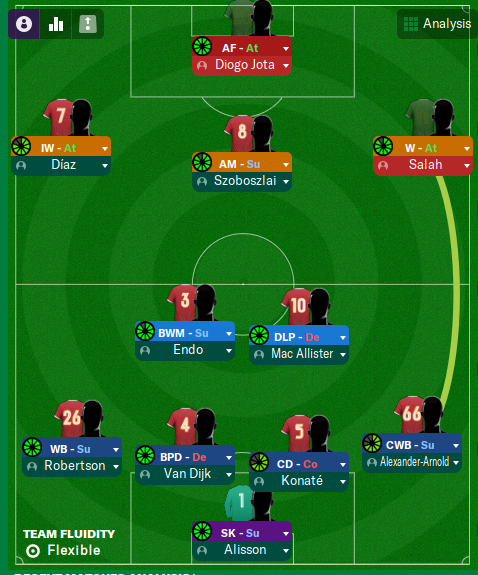 Analysis
AF - At
Diogo Jota
7
8
IW - At
Díaz
AM - Su
Szoboszlai
W - At
Salah
3
10
BWM - Su
Endo
DLP - De
Mac Allister
26
4
5
66
WB - Su
Robertson
BPD - De
Van Dijk
CD - Co
Konaté
CWB - Su
Alexander-Arnold
1
SK - Su
Alisson
TEAM FLUIDITY
Flexible